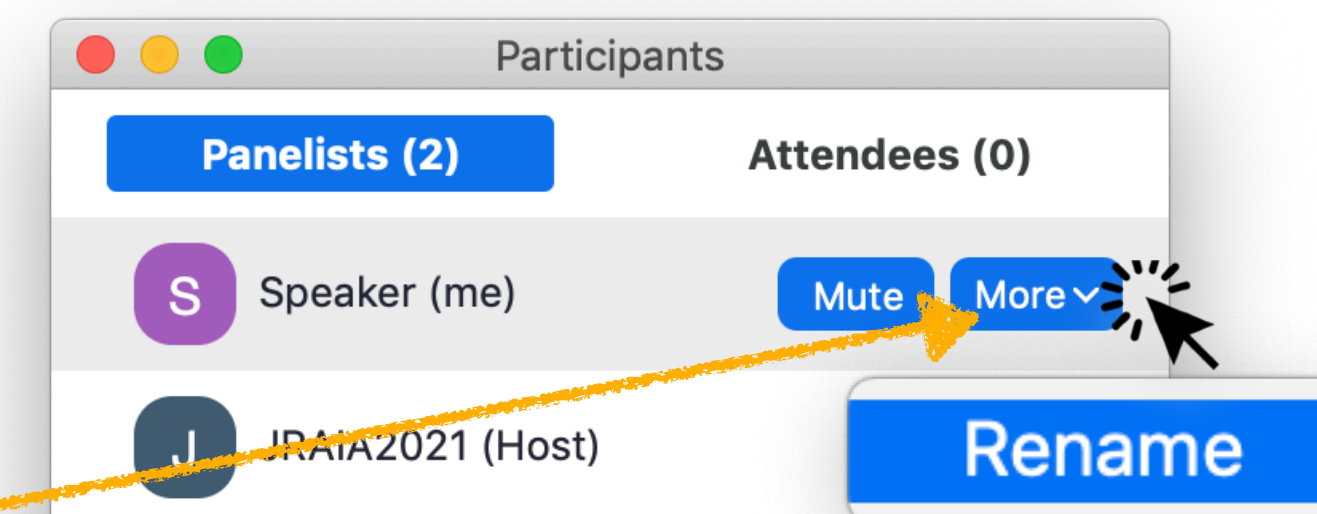 Participants
Panelists (2) Attendees (0)
S Speaker (me) Mute More
J JRAIA2021 (Host)
Rename